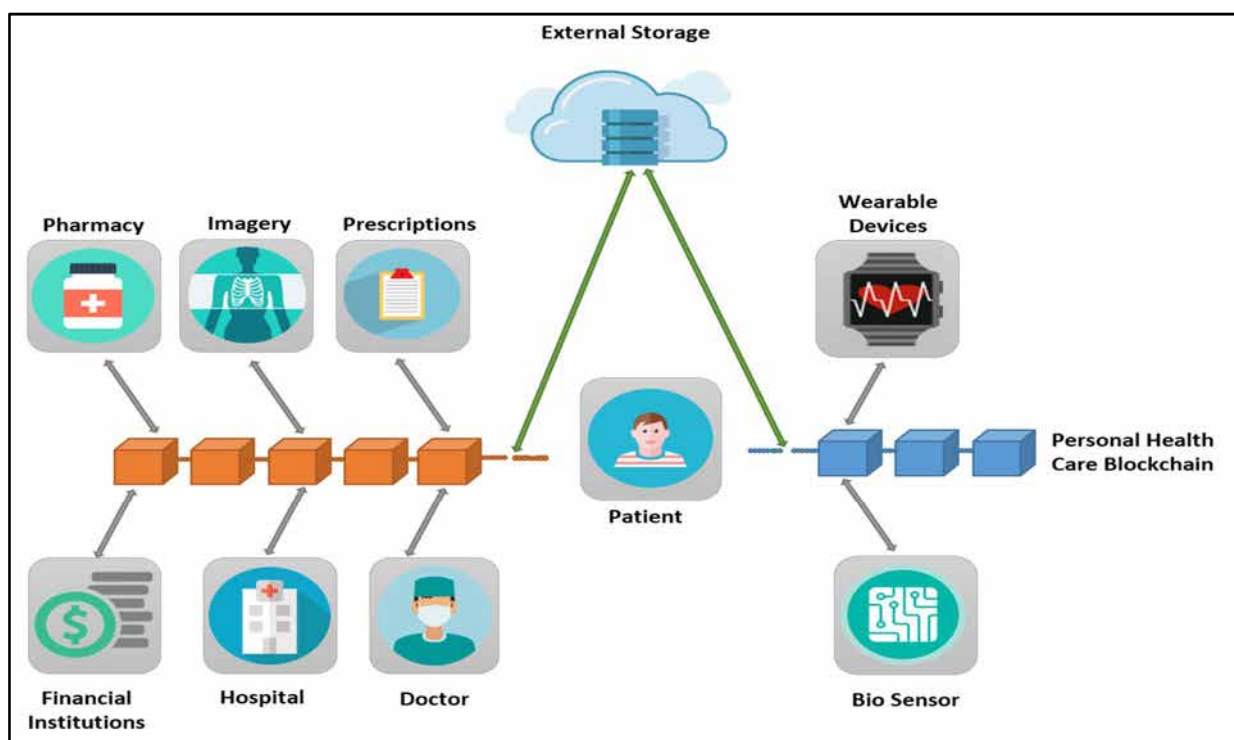 External Storage
Pharmacy
Imagery
Prescriptions
Wearable
Devices
Patient
Personal Health
Care Blockchain
Financial
Institutions
Hospital
Doctor
Bio Sensor